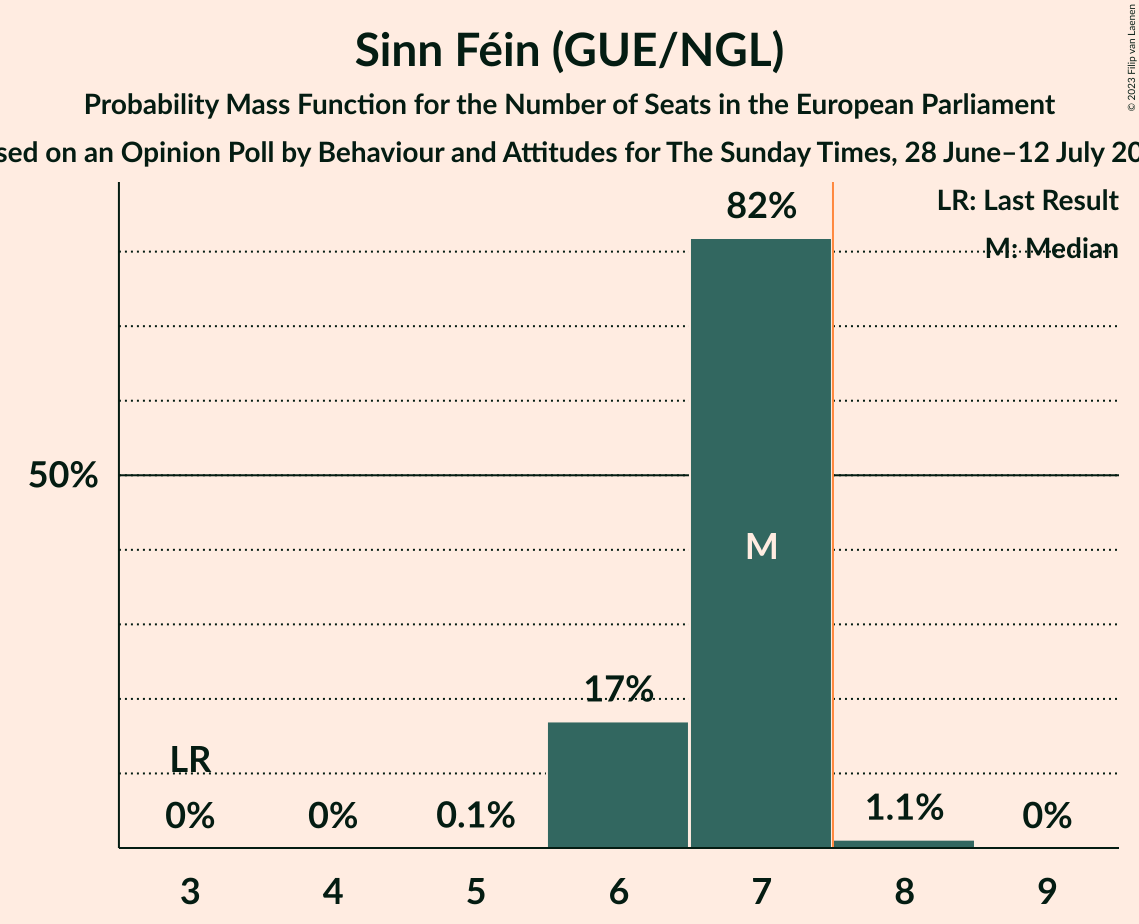 Sinn Féin (GUE/NGL)
Probability Mass Function for the Number of Seats in the European Parliament
sed on an Opinion Poll by Behaviour and Attitudes for The Sunday Times, 28 June–12 July 20
© 2023 Filip van Laenen
LR: Last Result
M: Median
82%
50%
M
17%
LR
0%
0%
0.1%
1.1%
0%
3
4
5
6
7
8
9